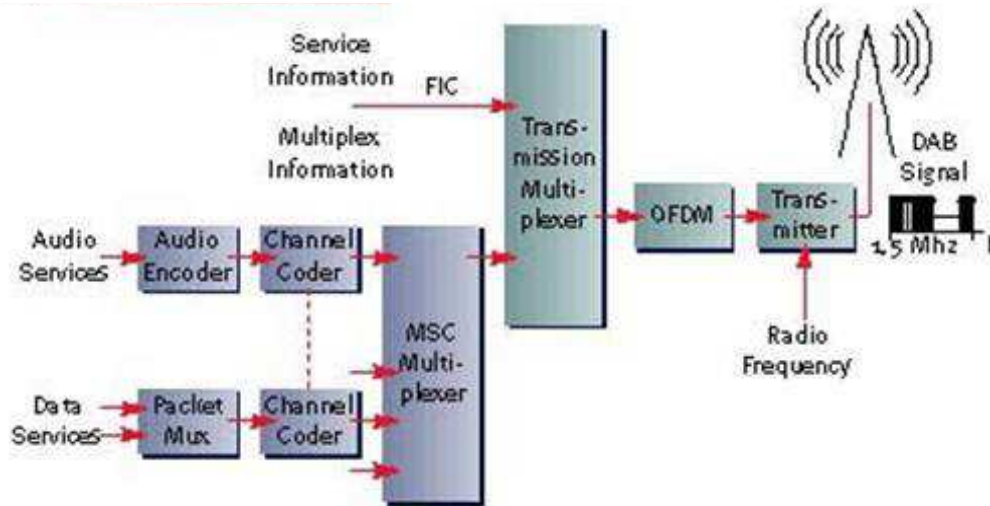 Service
Information
FIC
Multiplex
Information
Trans-
mission
Multi-
plexer
OFDM
Trans-
mitter
DAB
Signal
1,5 Mhz
Radio
Frequency
Audio
Services
Audio
Encoder
Channel
Coder
MSC
Multi-
plexer
Data
Services
Packet
Mux
Channel
Coder